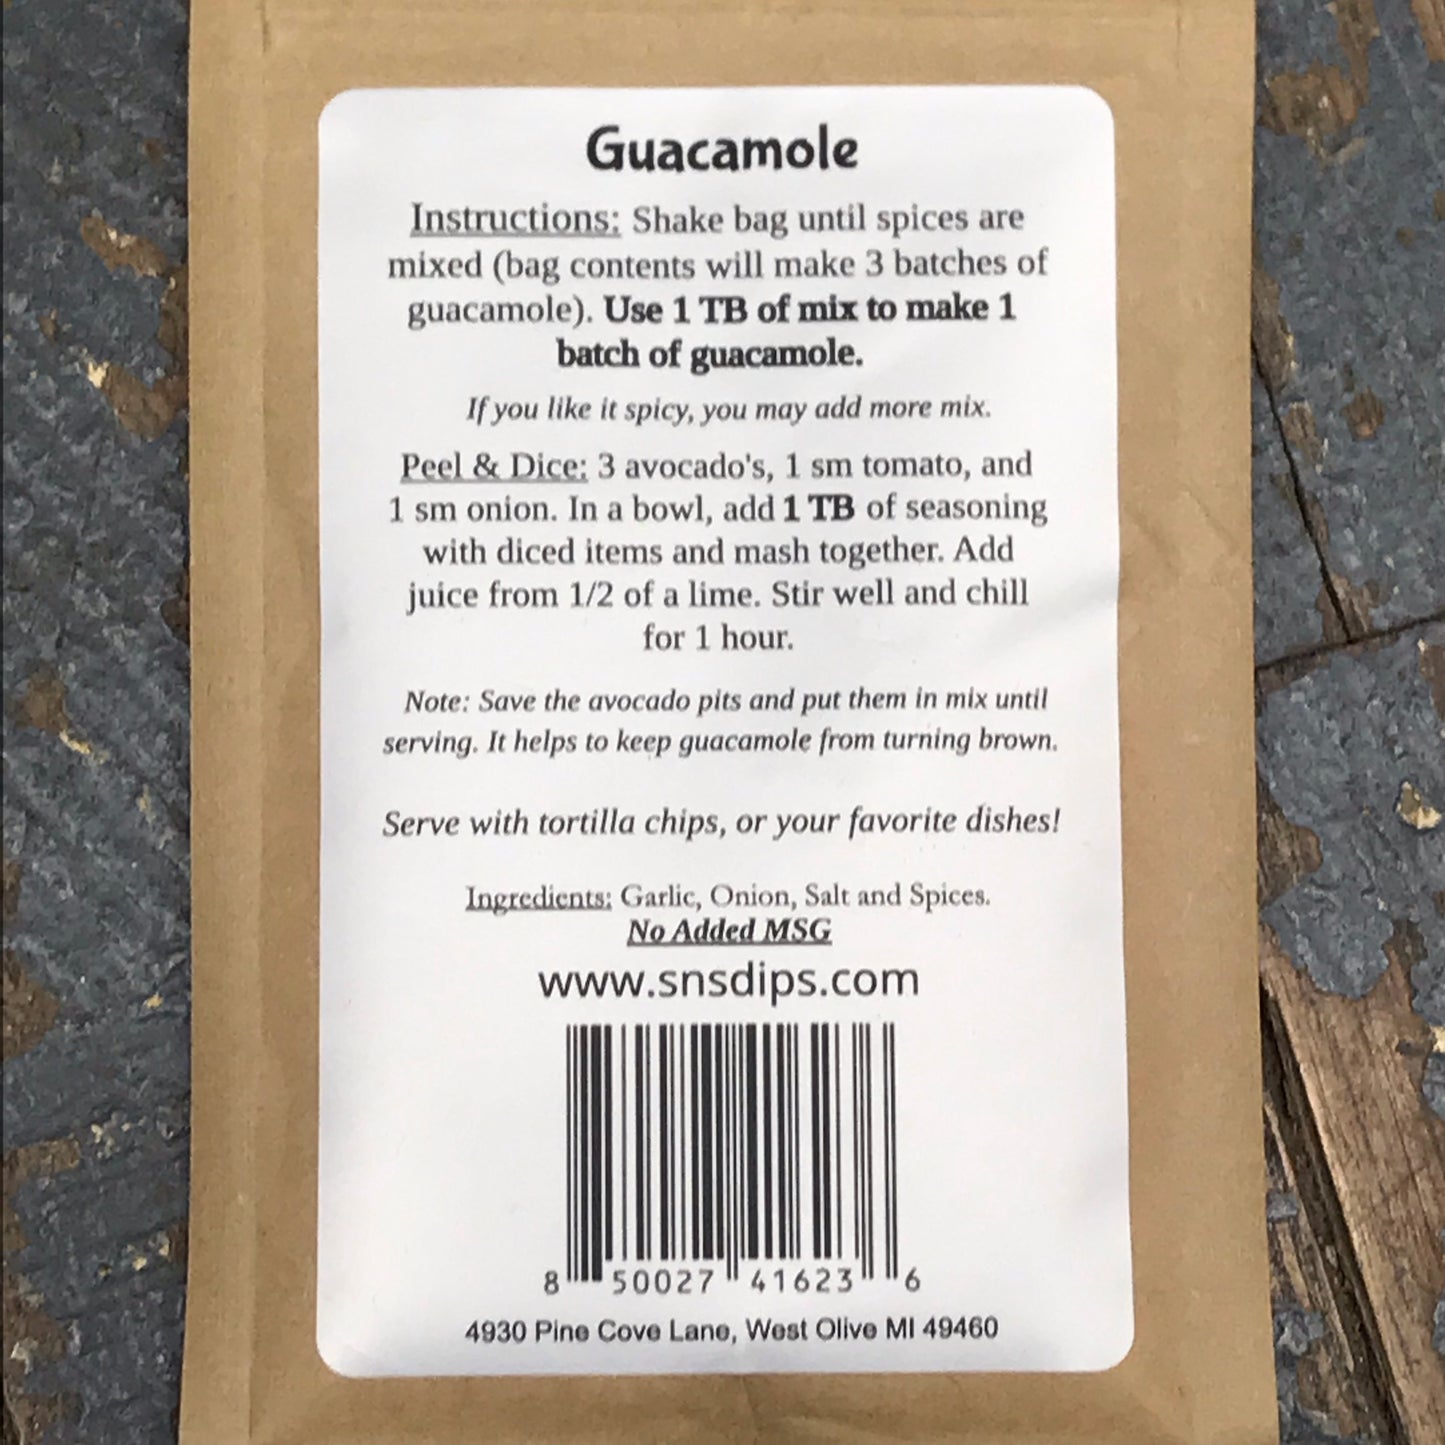 Guacamole
Instructions: Shake bag until spices are
mixed (bag contents will make 3 batches of
guacamole). Use 1 TB of mix to make 1
batch of guacamole.
If you like it spicy, you may add more mix.
Peel & Dice: 3 avocado's, 1 sm tomato, and
1 sm onion. In a bowl, add 1 TB of seasoning
with diced items and mash together. Add
juice from 1/2 of a lime. Stir well and chill
for 1 hour.
Note: Save the avocado pits and put them in mix until
serving. It helps to keep guacamole from turning brown.
Serve with tortilla chips, or your favorite dishes!
Ingredients: Garlic, Onion, Salt and Spices.
No Added MSG
www.snsdips.com
8 50027 41623 6
4930 Pine Cove Lane, West Olive MI 49460